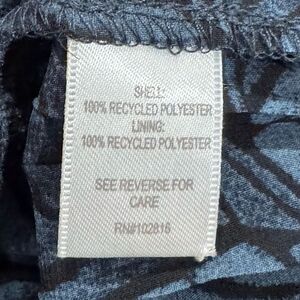 SHELL:
100% RECYCLED POLYESTER
LINING:
100% RECYCLED POLYESTER
SEE REVERSE FOR
CARE
RN#102816